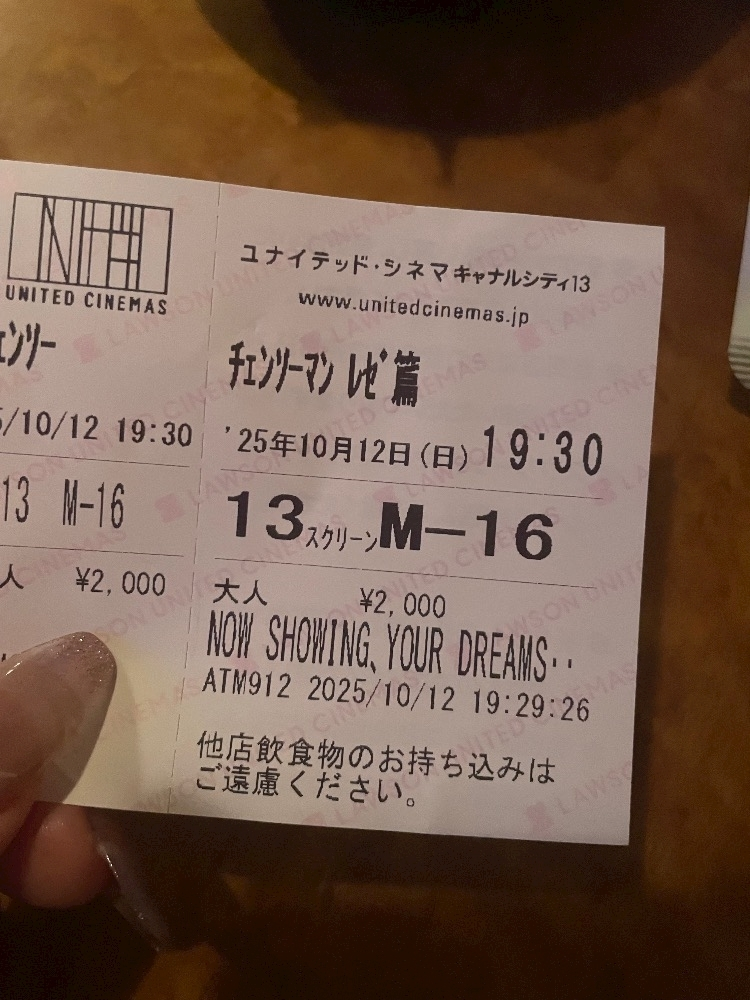 UNITED CINEMAS
ェンソー
5/10/12 19:30
13 M-16
人 ¥2,000
ユナイテッド・シネマ キャナルシティ13
www.unitedcinemas.jp
チェンソーマン レゼ篇
'25年10月12日(日) 19:30
13スクリーン M-16
大人 ¥2,000
NOW SHOWING、YOUR DREAMS‥
ATM912 2025/10/12 19:29:26
他店飲食物のお持ち込みは
ご遠慮ください。
LAWSON UNITED CINEMAS